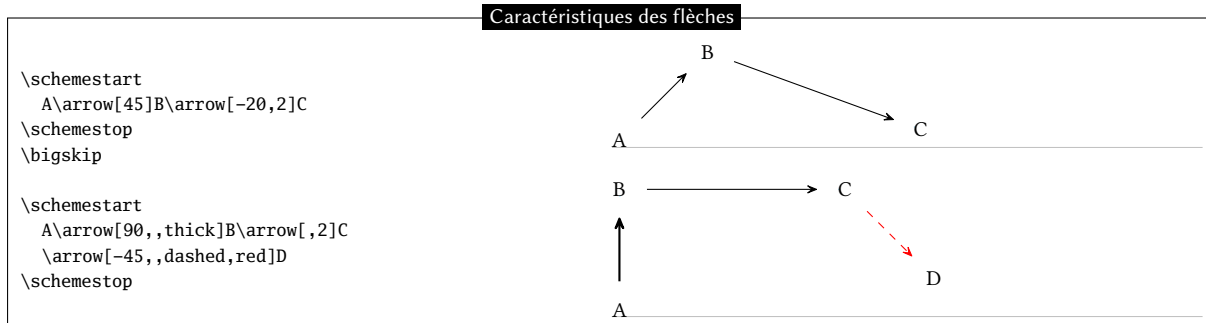 Caractéristiques des flèches
\schemestart
A\arrow[45]B\arrow[-20,2]C
\schemestop
\bigskip
\schemestart
A\arrow[90,,thick]B\arrow[,2]C
\arrow[-45,,dashed,red]D
\schemestop
B
C
A
B
C
D
A